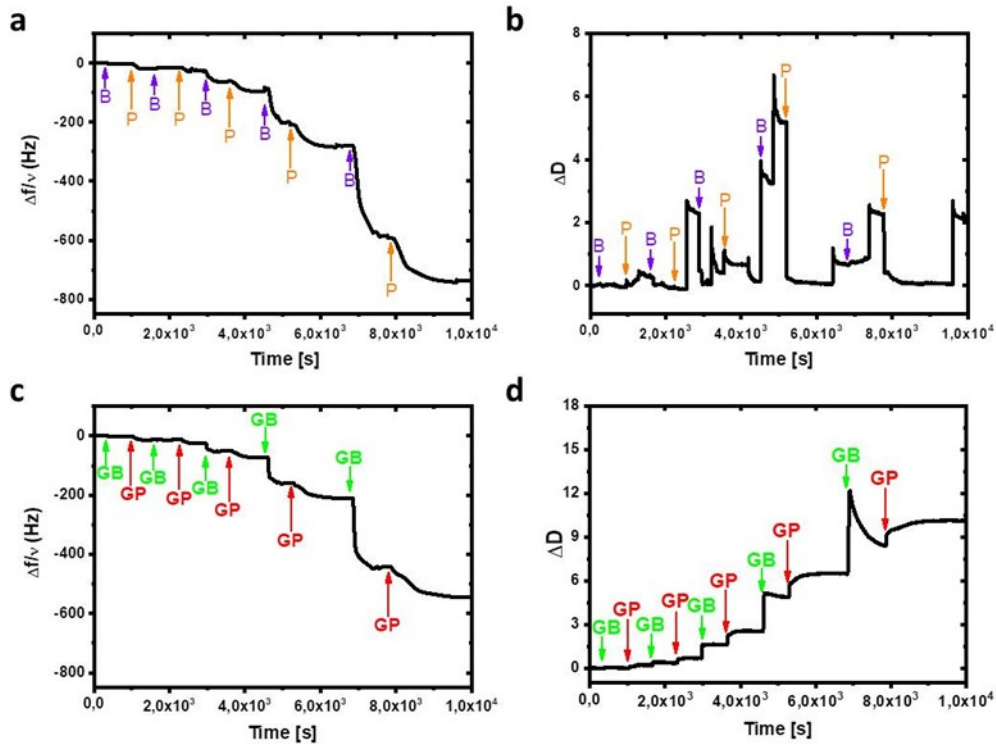 a
0
-200
-400
-600
-800
Δf/ν (Hz)
B P B P B P B P B P
0,0 2,0x10³ 4,0x10³ 6,0x10³ 8,0x10³ 1,0x10⁴
Time [s]
b
8
6
4
2
0
ΔD
B P B P B P B P B P
0,0 2,0x10³ 4,0x10³ 6,0x10³ 8,0x10³ 1,0x10⁴
Time [s]
c
0
-200
-400
-600
-800
Δf/ν (Hz)
GB GP GB GP GB GP GB GP GB GP
0,0 2,0x10³ 4,0x10³ 6,0x10³ 8,0x10³ 1,0x10⁴
Time [s]
d
18
15
12
9
6
3
0
ΔD
GB GP GB GP GB GP GB GP GB GP
0,0 2,0x10³ 4,0x10³ 6,0x10³ 8,0x10³ 1,0x10⁴
Time [s]